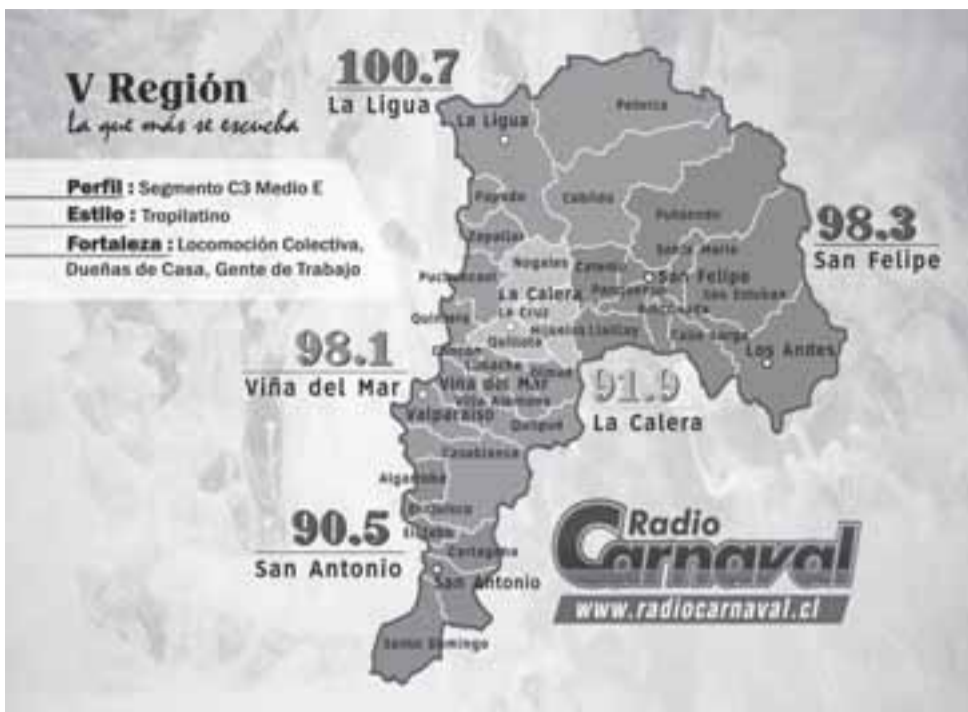 V Región
La que más se escucha
Perfil : Segmento C3 Medio E
Estilo : Tropilatino
Fortaleza : Locomoción Colectiva,
Dueñas de Casa, Gente de Trabajo
100.7
La Ligua
98.3
San Felipe
98.1
Viña del Mar
91.9
La Calera
90.5
San Antonio
La Ligua
Petorca
Papudo
Cabildo
Zapallar
Putaendo
Santa María
Nogales
Catemu
San Felipe
Puchuncaví
La Calera
Panquehue
San Esteban
La Cruz
Rinconada
Quintero
Hijuelas Llaillay
Calle Larga
Quillota
Los Andes
Concón
Limache
Olmué
Viña del Mar
Villa Alemana
Valparaíso
Quilpué
Casablanca
Algarrobo
El Tabo
Cartagena
San Antonio
Santo Domingo
Radio
Carnaval
www.radiocarnaval.cl